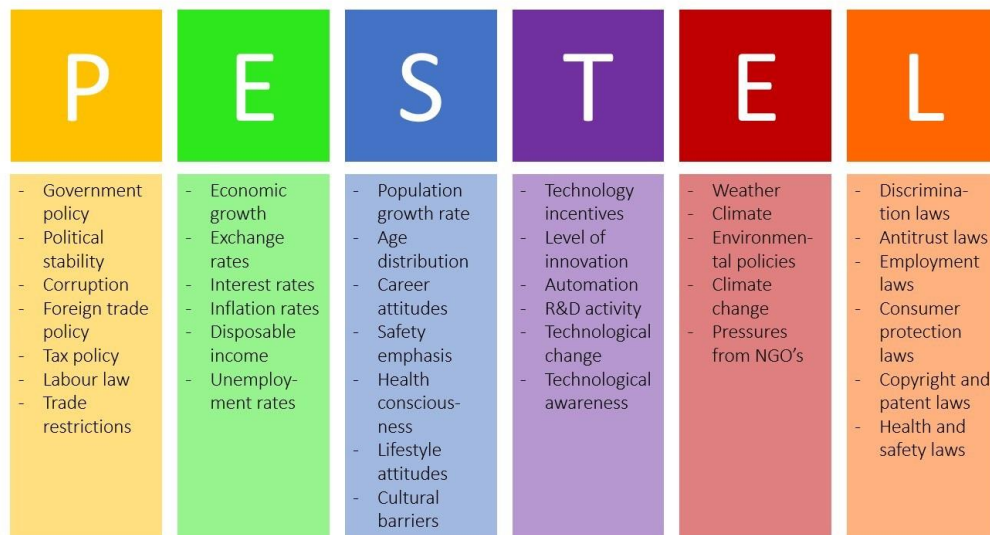 P
E
S
T
E
L
- Government
policy
- Political
stability
- Corruption
- Foreign trade
policy
- Tax policy
- Labour law
- Trade
restrictions
- Economic
growth
- Exchange
rates
- Interest rates
- Inflation rates
- Disposable
income
- Unemploy-
ment rates
- Population
growth rate
- Age
distribution
- Career
attitudes
- Safety
emphasis
- Health
conscious-
ness
- Lifestyle
attitudes
- Cultural
barriers
- Technology
incentives
- Level of
innovation
- Automation
- R&D activity
- Technological
change
- Technological
awareness
- Weather
- Climate
- Environmen-
tal policies
- Climate
change
- Pressures
from NGO's
- Discrimina-
tion laws
- Antitrust laws
- Employment
laws
- Consumer
protection
laws
- Copyright and
patent laws
- Health and
safety laws